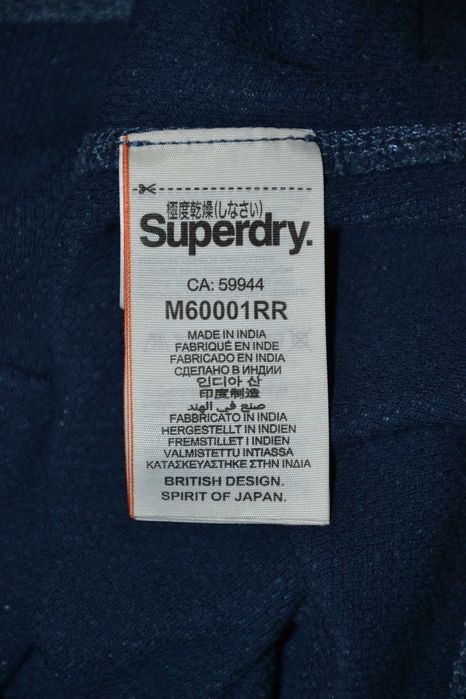 極度乾燥(しなさい)
Superdry.
CA: 59944
M60001RR
MADE IN INDIA
FABRIQUÉ EN INDE
FABRICADO EN INDIA
СДЕЛАНО В ИНДИИ
인디아 산
印度制造
صنع في الهند
FABBRICATO IN INDIA
HERGESTELLT IN INDIEN
FREMSTILLET I INDIEN
VALMISTETTU INTIASSA
ΚΑΤΑΣΚΕΥΑΣΤΗΚΕ ΣΤΗΝ ΙΝΔΙΑ
BRITISH DESIGN.
SPIRIT OF JAPAN.